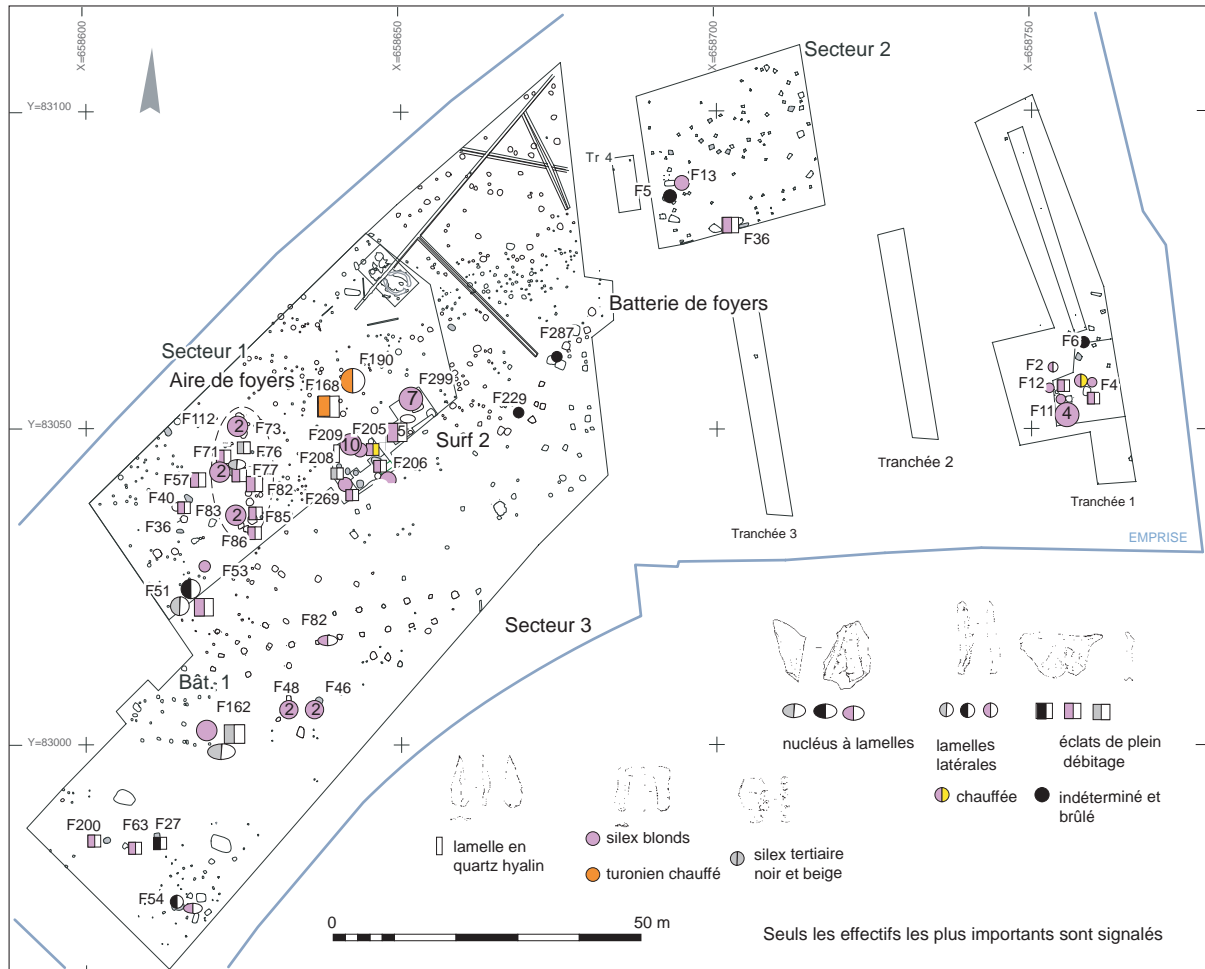 X=658600
X=658650
X=658700
X=658750
Secteur 2
Y=83100
Tr 4
F13
F5
F36
Batterie de foyers
F287
Secteur 1
F190
Aire de foyers
F168
F299
7
F229
F6
F2
F12
F4
F11
4
Y=83050
F112
2
F73
F209
F205
10
5
Surf 2
F71
F76
F208
F206
F57
2
F77
F82
F269
F40
F83
2
F85
F36
F86
Tranchée 2
Tranchée 1
Tranchée 3
EMPRISE
F53
F51
F82
Secteur 3
Bât. 1
F162
F48
F46
2
2
Y=83000
F200
F63
F27
F54
nucléus à lamelles
lamelles
latérales
éclats de plein
débitage
chauffée
indéterminé et
brûlé
lamelle en
quartz hyalin
silex blonds
turonien chauffé
silex tertiaire
noir et beige
0
50 m
Seuls les effectifs les plus importants sont signalés